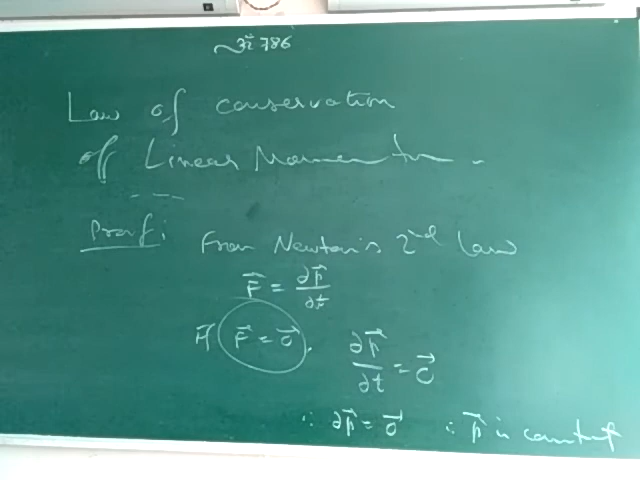 786
Law of conservation
of Linear Momentum.
Proof: From Newton's 2nd law
F⃗ = ∂p⃗/∂t
If F⃗ = 0⃗, ∂p⃗/∂t = 0⃗
∴ ∂p⃗ = 0⃗ ∴ p⃗ is constant